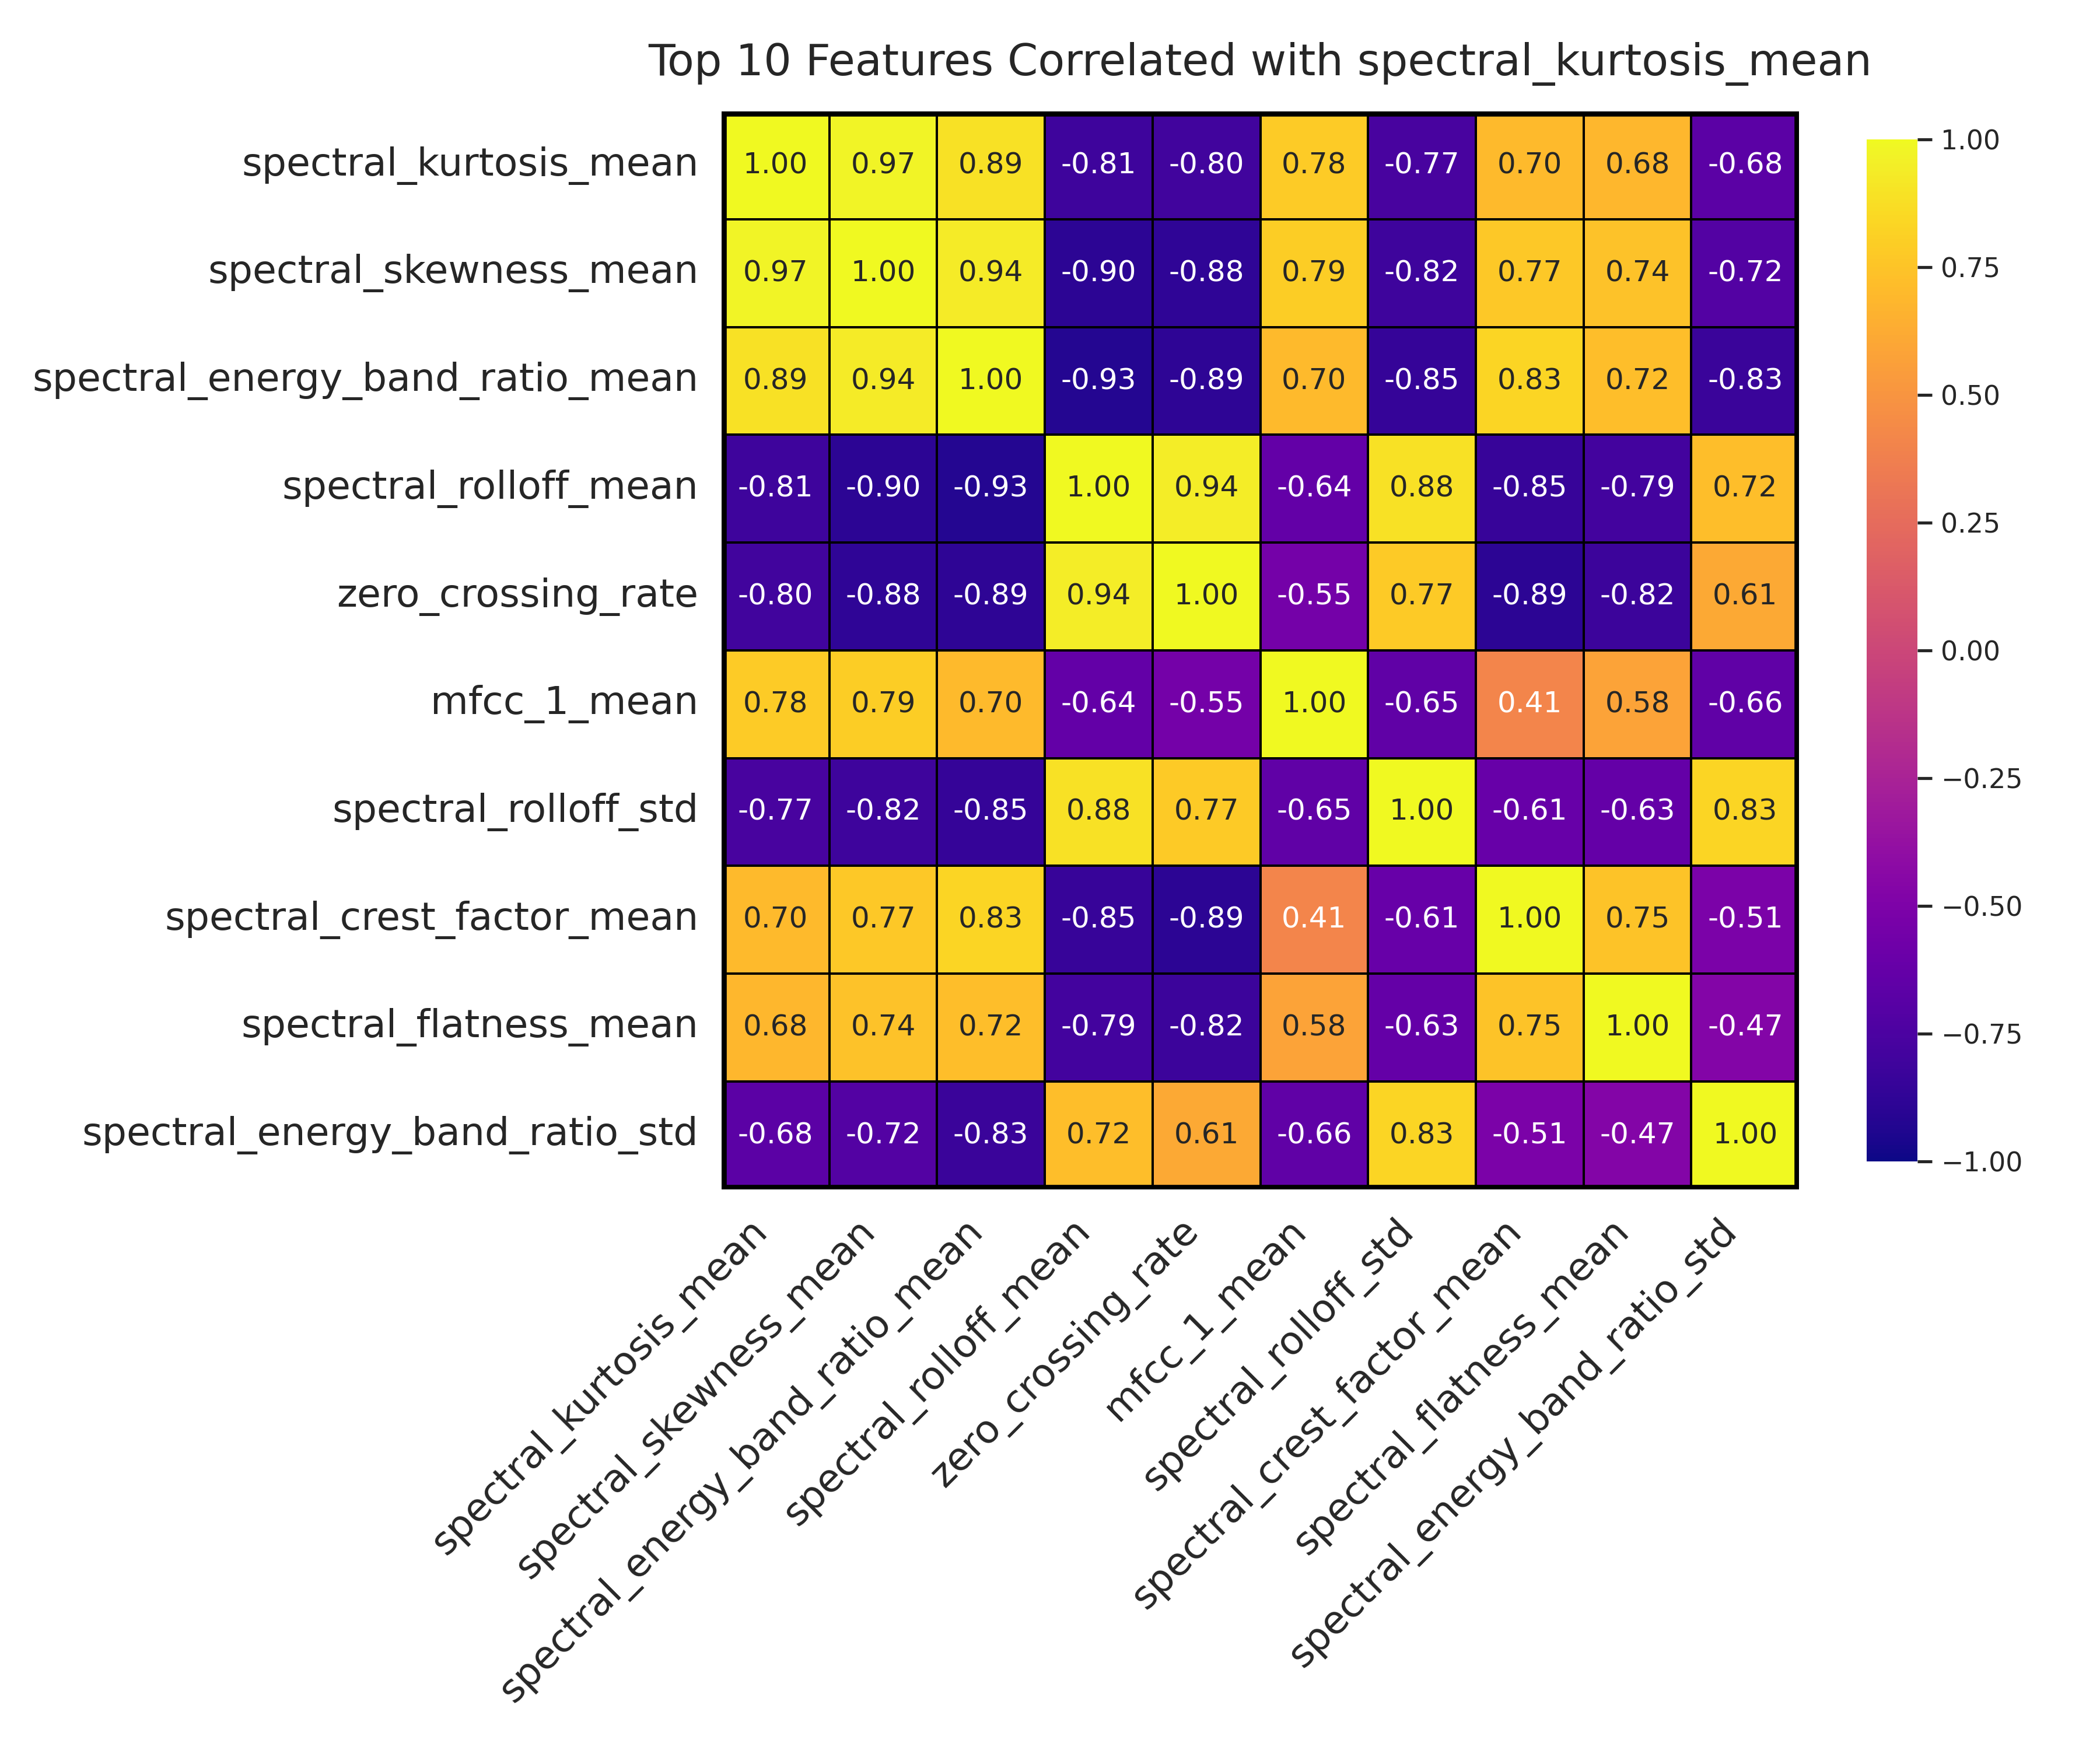 Top 10 Features Correlated with spectral_kurtosis_mean
spectral_kurtosis_mean 1.00 0.97 0.89 -0.81 -0.80 0.78 -0.77 0.70 0.68 -0.68
spectral_skewness_mean 0.97 1.00 0.94 -0.90 -0.88 0.79 -0.82 0.77 0.74 -0.72
spectral_energy_band_ratio_mean 0.89 0.94 1.00 -0.93 -0.89 0.70 -0.85 0.83 0.72 -0.83
spectral_rolloff_mean -0.81 -0.90 -0.93 1.00 0.94 -0.64 0.88 -0.85 -0.79 0.72
zero_crossing_rate -0.80 -0.88 -0.89 0.94 1.00 -0.55 0.77 -0.89 -0.82 0.61
mfcc_1_mean 0.78 0.79 0.70 -0.64 -0.55 1.00 -0.65 0.41 0.58 -0.66
spectral_rolloff_std -0.77 -0.82 -0.85 0.88 0.77 -0.65 1.00 -0.61 -0.63 0.83
spectral_crest_factor_mean 0.70 0.77 0.83 -0.85 -0.89 0.41 -0.61 1.00 0.75 -0.51
spectral_flatness_mean 0.68 0.74 0.72 -0.79 -0.82 0.58 -0.63 0.75 1.00 -0.47
spectral_energy_band_ratio_std -0.68 -0.72 -0.83 0.72 0.61 -0.66 0.83 -0.51 -0.47 1.00
spectral_kurtosis_mean
spectral_skewness_mean
spectral_energy_band_ratio_mean
spectral_rolloff_mean
zero_crossing_rate
mfcc_1_mean
spectral_rolloff_std
spectral_crest_factor_mean
spectral_flatness_mean
spectral_energy_band_ratio_std
1.00
0.75
0.50
0.25
0.00
−0.25
−0.50
−0.75
−1.00